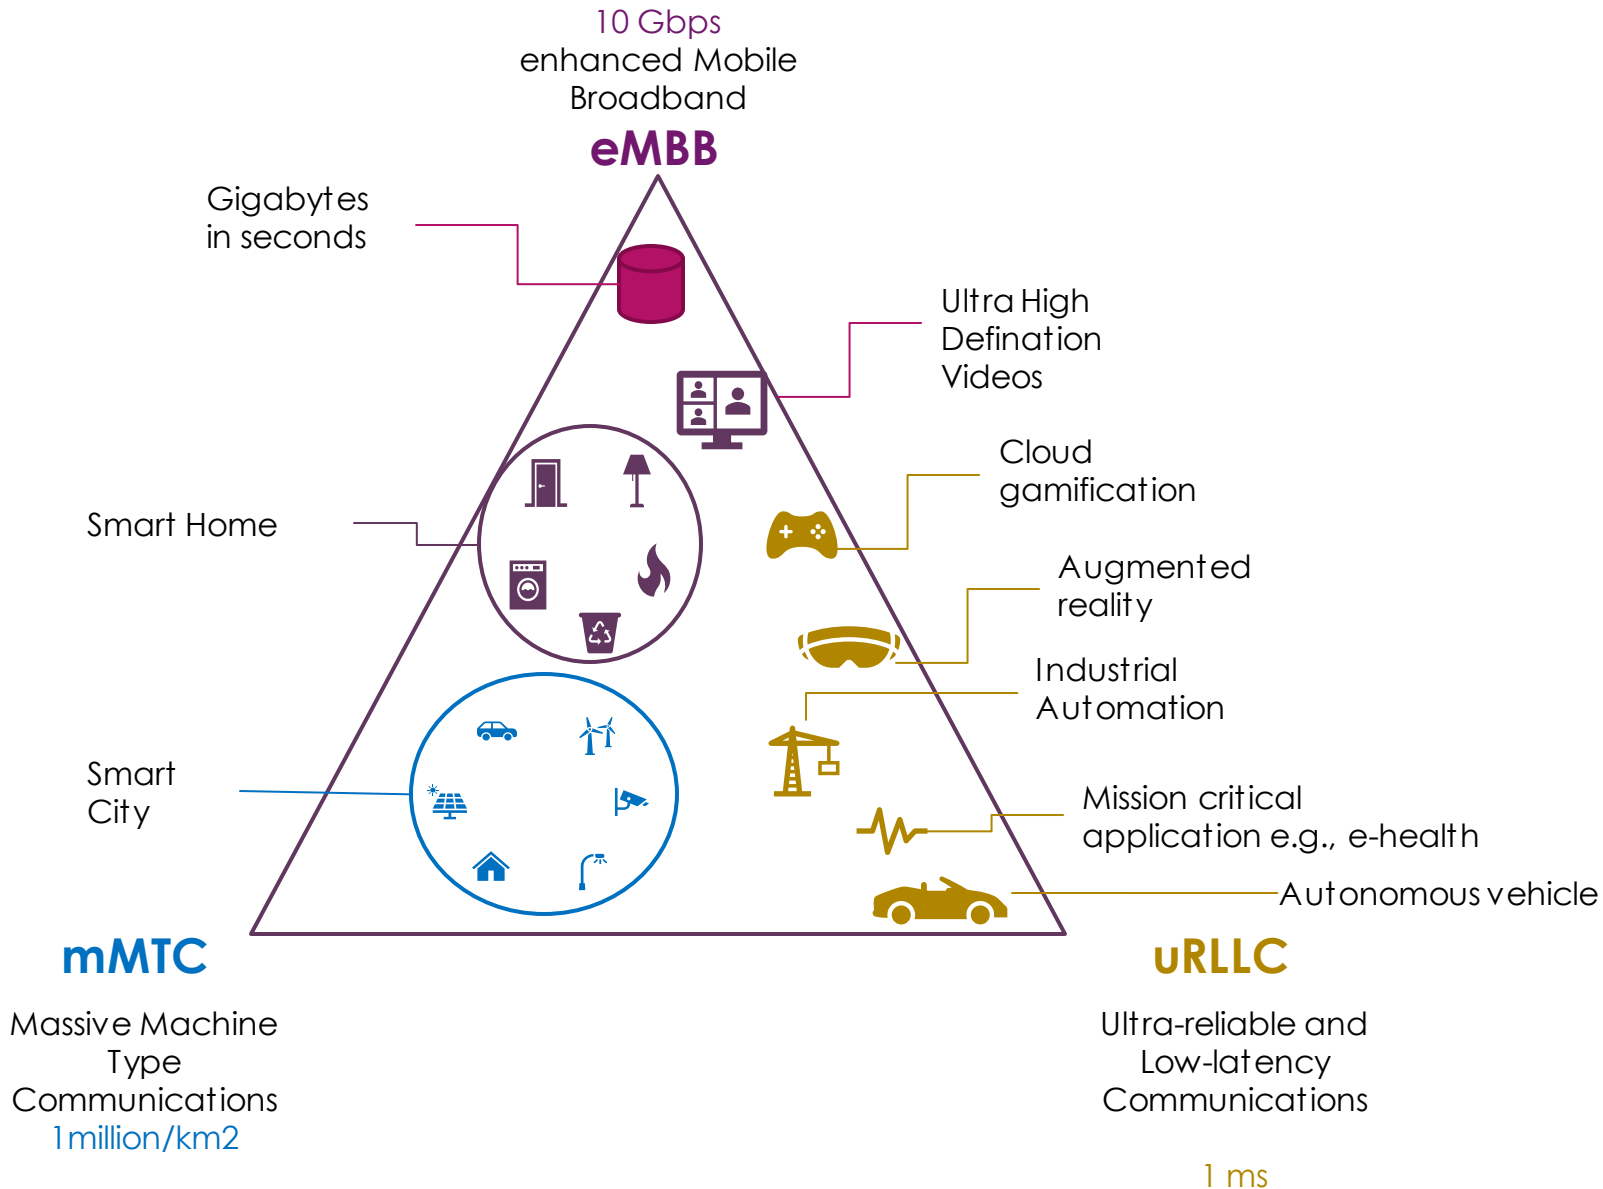 10 Gbps
enhanced Mobile
Broadband
eMBB
Gigabytes
in seconds
Ultra High
Defination
Videos
Cloud
gamification
Smart Home
Augmented
reality
Industrial
Automation
Smart
City
Mission critical
application e.g., e-health
Autonomous vehicle
mMTC
Massive Machine
Type
Communications
1million/km2
uRLLC
Ultra-reliable and
Low-latency
Communications
1 ms